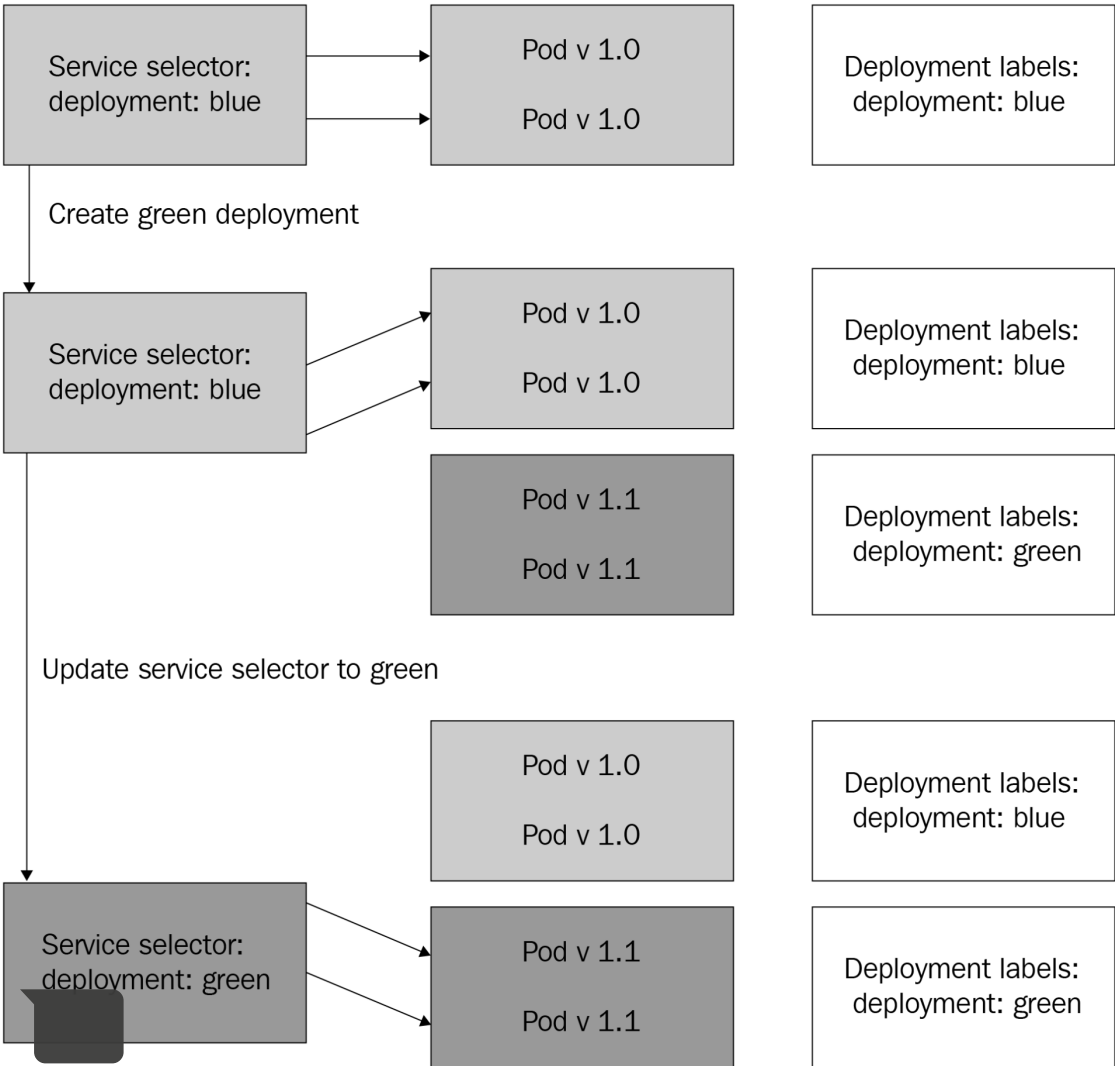 Service selector:
deployment: blue
Pod v 1.0
Pod v 1.0
Deployment labels:
deployment: blue
Create green deployment
Service selector:
deployment: blue
Pod v 1.0
Pod v 1.0
Deployment labels:
deployment: blue
Pod v 1.1
Pod v 1.1
Deployment labels:
deployment: green
Update service selector to green
Pod v 1.0
Pod v 1.0
Deployment labels:
deployment: blue
Service selector:
deployment: green
Pod v 1.1
Pod v 1.1
Deployment labels:
deployment: green